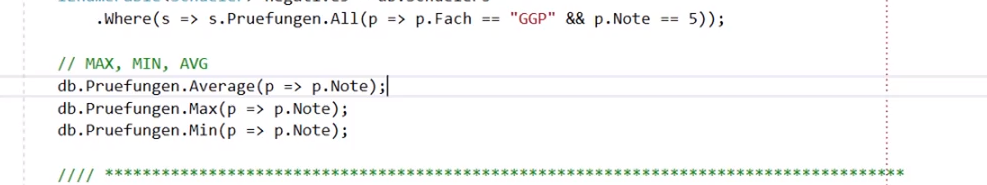 .Where(s => s.Pruefungen.All(p => p.Fach == "GGP" && p.Note == 5));
// MAX, MIN, AVG
db.Pruefungen.Average(p => p.Note);
db.Pruefungen.Max(p => p.Note);
db.Pruefungen.Min(p => p.Note);
//// *************************************************************************************